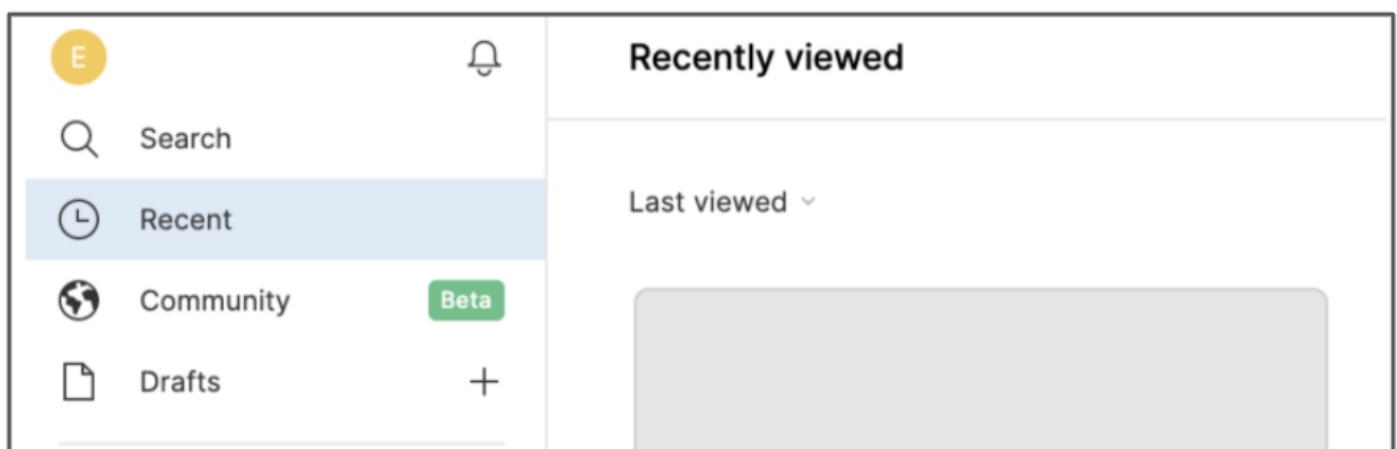 E
Search
Recent
Community Beta
Drafts
Recently viewed
Last viewed